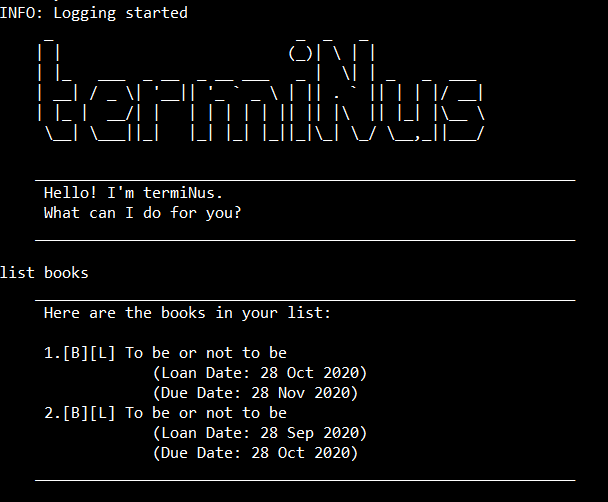 INFO: Logging started
termiNus
Hello! I'm termiNus.
What can I do for you?
list books
Here are the books in your list:
1.[B][L] To be or not to be
(Loan Date: 28 Oct 2020)
(Due Date: 28 Nov 2020)
2.[B][L] To be or not to be
(Loan Date: 28 Sep 2020)
(Due Date: 28 Oct 2020)